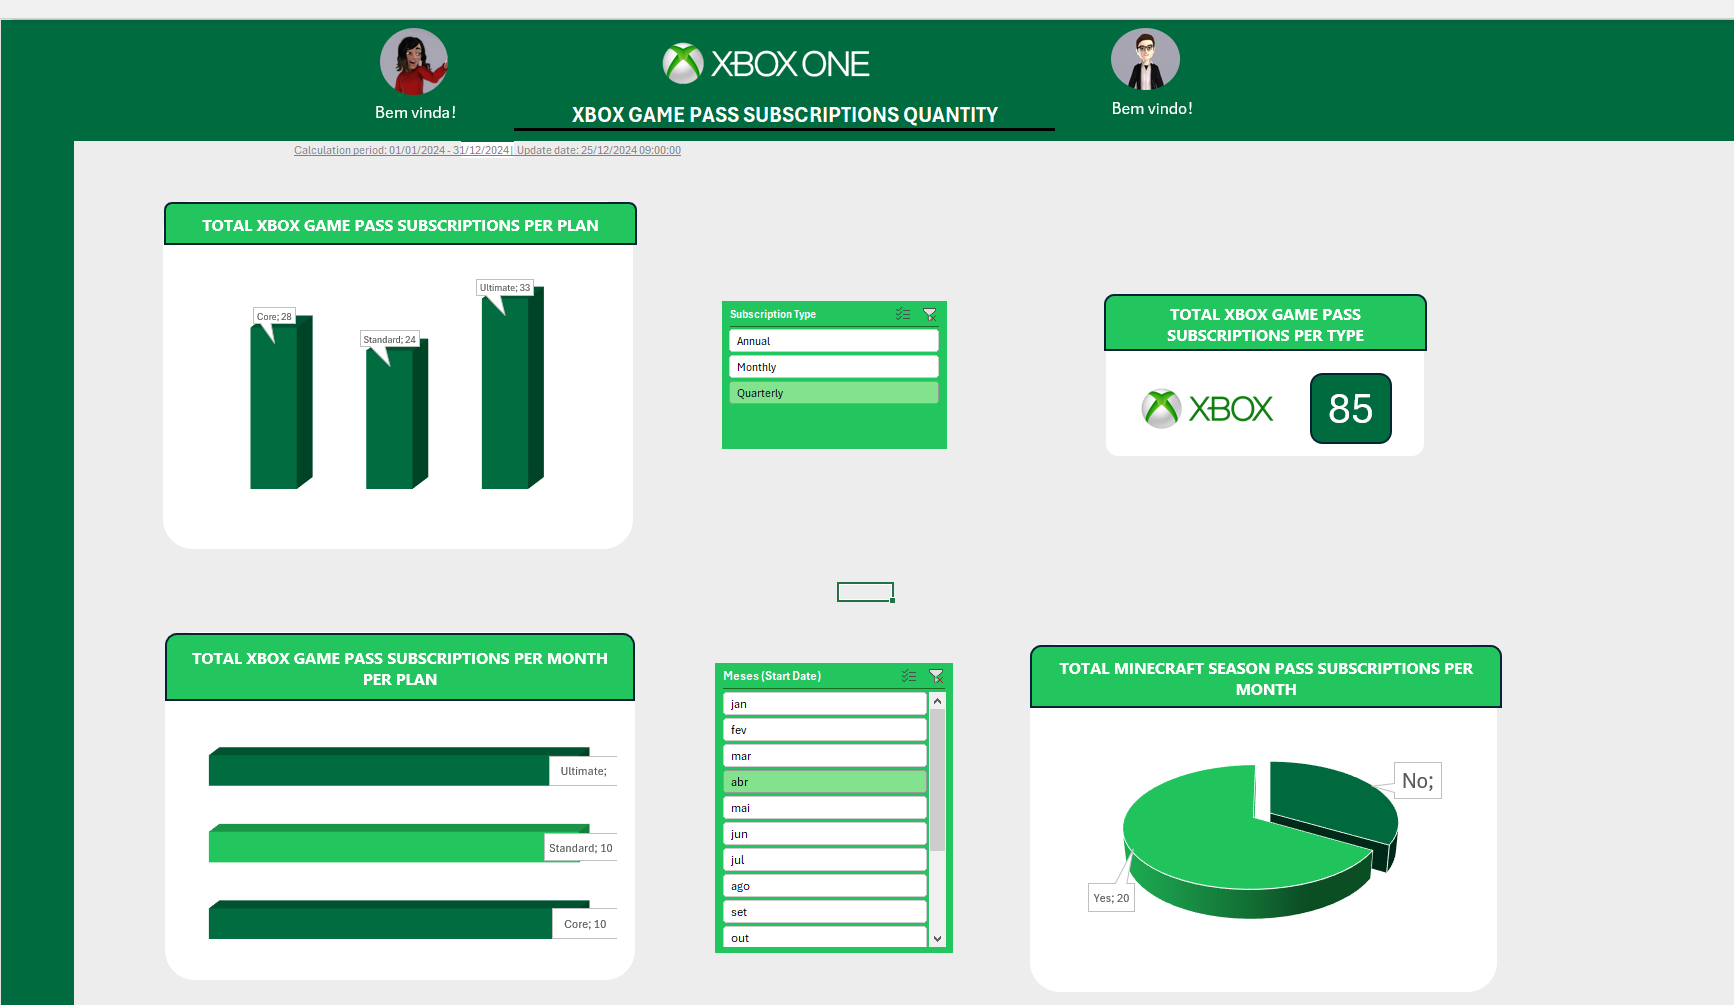 XBOX ONE
Bem vinda!
Bem vindo!
XBOX GAME PASS SUBSCRIPTIONS QUANTITY
Calculation period: 01/01/2024 - 31/12/2024| Update date: 25/12/2024 09:00:00
TOTAL XBOX GAME PASS SUBSCRIPTIONS PER PLAN
Core; 28
Standard; 24
Ultimate; 33
Subscription Type
Annual
Monthly
Quarterly
TOTAL XBOX GAME PASS
SUBSCRIPTIONS PER TYPE
XBOX
85
TOTAL XBOX GAME PASS SUBSCRIPTIONS PER MONTH
PER PLAN
Ultimate;
Standard; 10
Core; 10
Meses (Start Date)
jan
fev
mar
abr
mai
jun
jul
ago
set
out
TOTAL MINECRAFT SEASON PASS SUBSCRIPTIONS PER
MONTH
No;
Yes; 20